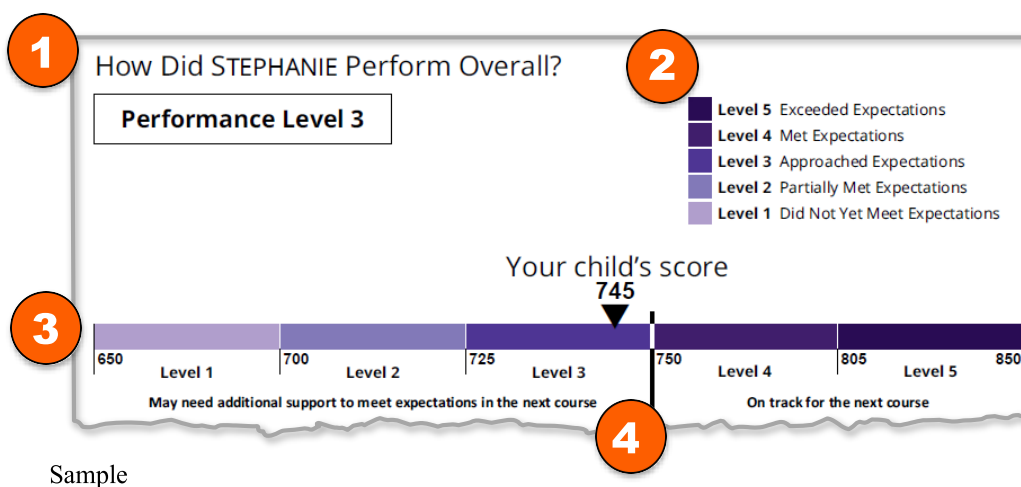 1
How Did STEPHANIE Perform Overall?
2
Performance Level 3
Level 5 Exceeded Expectations
Level 4 Met Expectations
Level 3 Approached Expectations
Level 2 Partially Met Expectations
Level 1 Did Not Yet Meet Expectations
Your child's score
745
3
650 700 725 750 805 850
Level 1 Level 2 Level 3 Level 4 Level 5
May need additional support to meet expectations in the next course On track for the next course
4
Sample